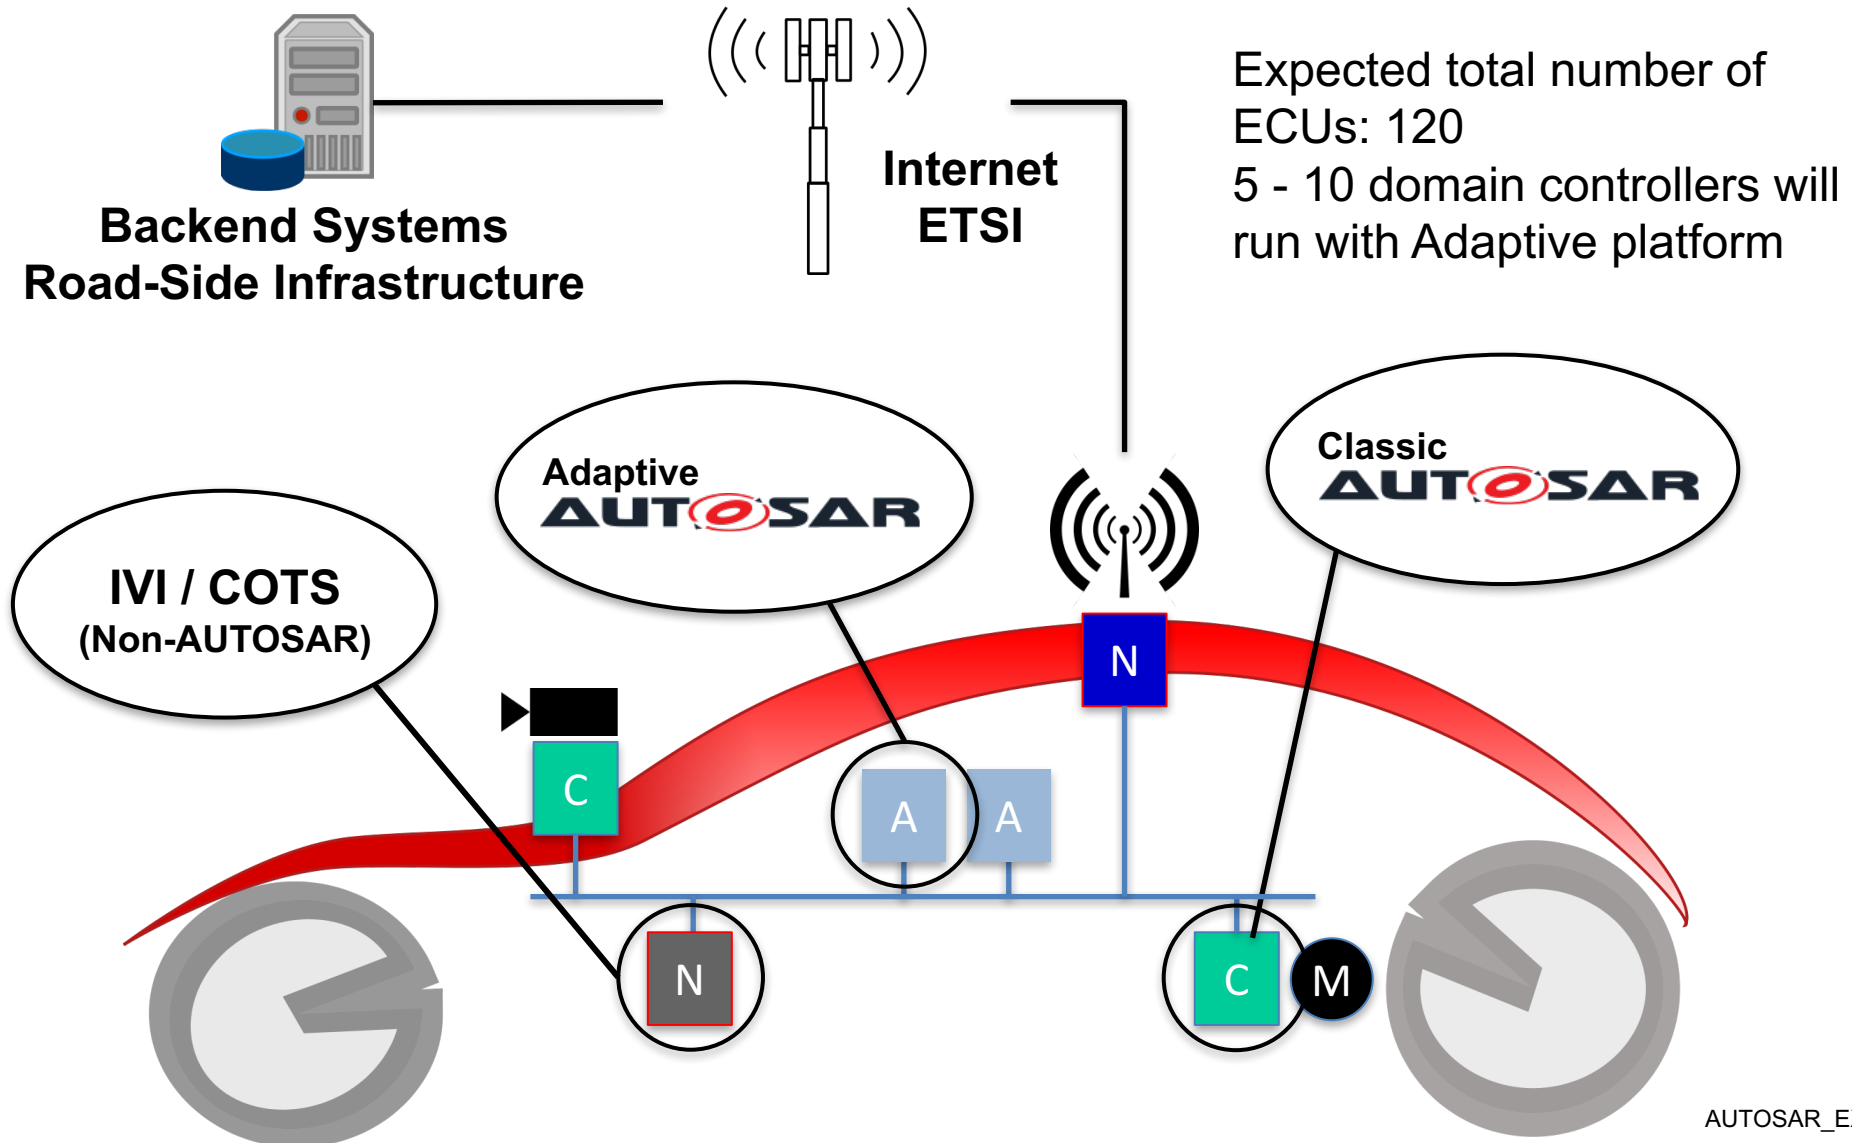 Expected total number of
ECUs: 120
5 - 10 domain controllers will
run with Adaptive platform
Internet
ETSI
Backend Systems
Road-Side Infrastructure
Adaptive
AUTOSAR
Classic
AUTOSAR
IVI / COTS
(Non-AUTOSAR)
N
C
A
A
N
C
M